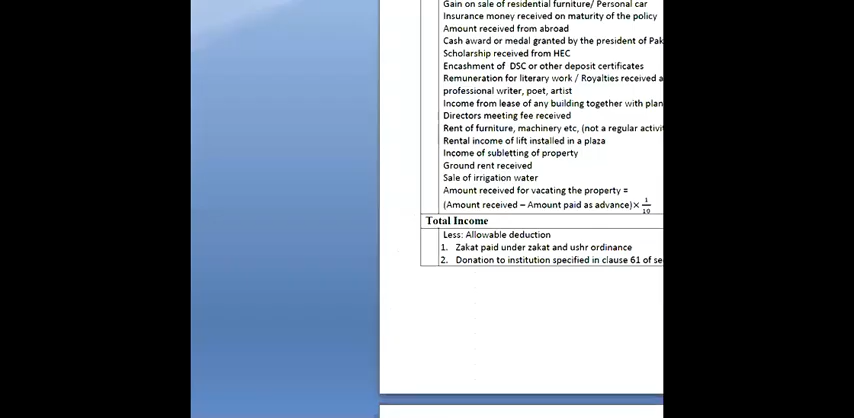 Gain on sale of residential furniture/ Personal car
Insurance money received on maturity of the policy
Amount received from abroad
Cash award or medal granted by the president of Pak
Scholarship received from HEC
Encashment of DSC or other deposit certificates
Remuneration for literary work / Royalties received a
professional writer, poet, artist
Income from lease of any building together with plan
Directors meeting fee received
Rent of furniture, machinery etc, (not a regular activit
Rental income of lift installed in a plaza
Income of subletting of property
Ground rent received
Sale of irrigation water
Amount received for vacating the property =
(Amount received – Amount paid as advance)× 1/10
Total Income
Less: Allowable deduction
1. Zakat paid under zakat and ushr ordinance
2. Donation to institution specified in clause 61 of se